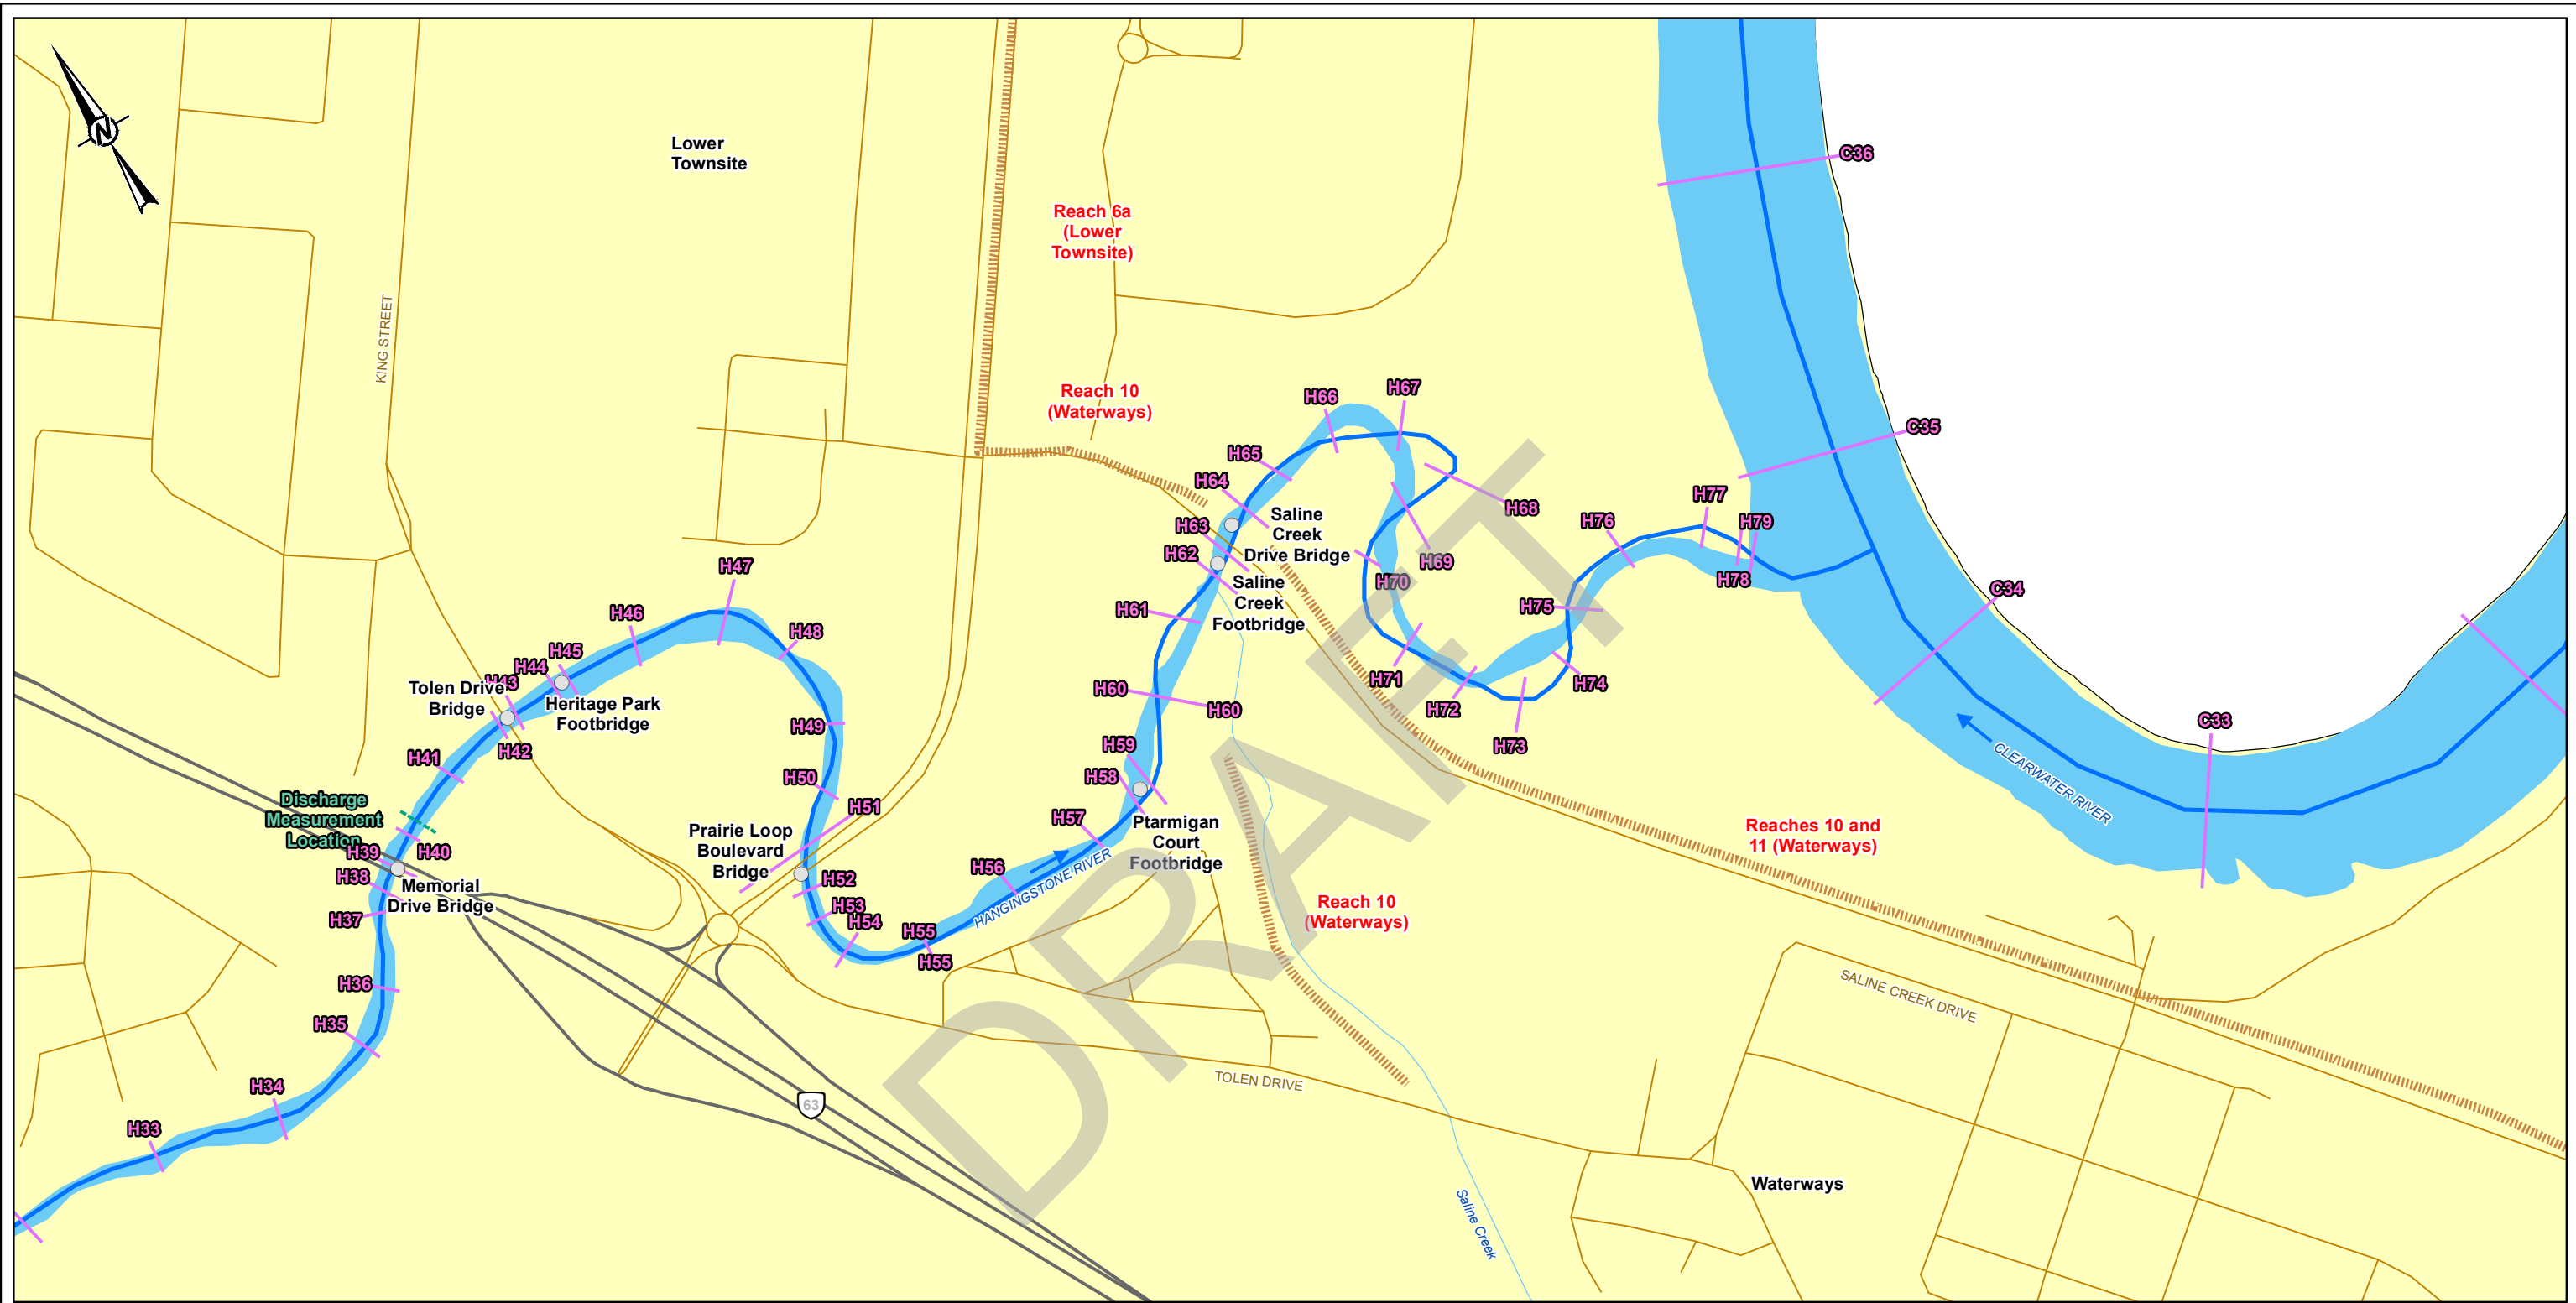 N
Lower
Townsite
C36
Reach 6a
(Lower
Townsite)
KING STREET
Reach 10
(Waterways)
H66
H67
C35
H65
H64
H68
H77
H76
H79
H63
Saline
Creek
Drive Bridge
H62
H69
H78
H70
Saline
Creek
Footbridge
C34
H47
H46
H61
H75
H48
H45
H44
H43
Tolen Drive
Bridge
Heritage Park
Footbridge
H71
H74
H60
H60
H72
C33
H49
H42
H59
H73
H41
H58
H50
CLEARWATER RIVER
Discharge
Measurement
Location
H51
H57
Ptarmigan
Court
Footbridge
Prairie Loop
Boulevard
Bridge
Reaches 10 and
11 (Waterways)
H39
H40
H38
H56
HANGINGSTONE RIVER
Memorial
Drive Bridge
H52
H53
H54
H37
H55
H55
Reach 10
(Waterways)
H36
SALINE CREEK DRIVE
H35
H34
TOLEN DRIVE
63
H33
Waterways
Saline Creek
DRAFT